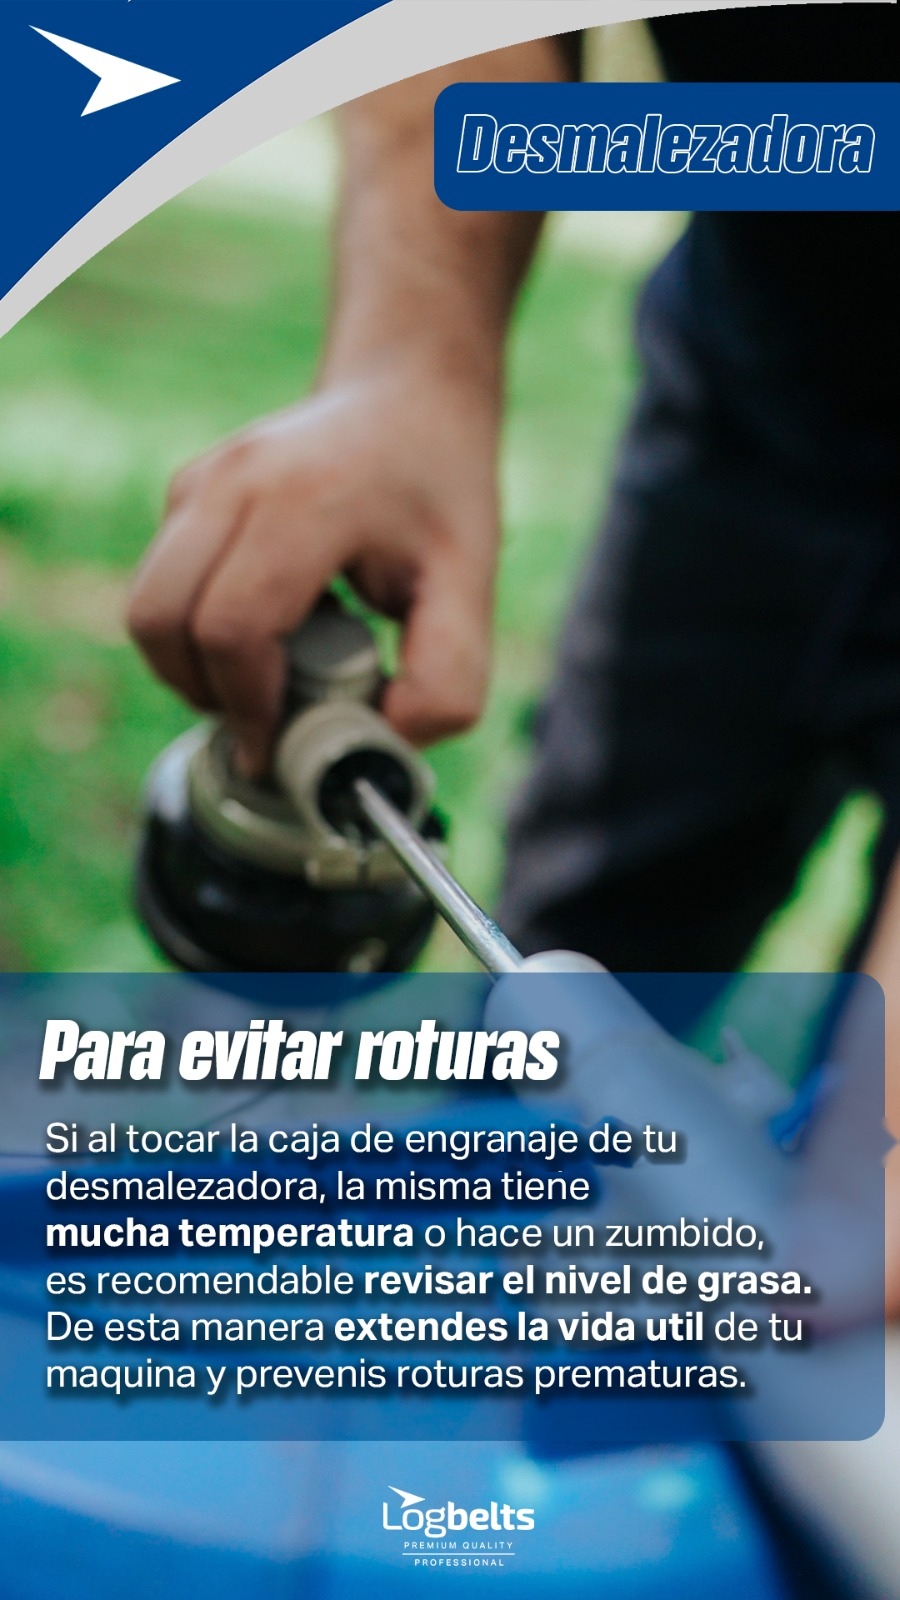 Desmalezadora
Para evitar roturas
Si al tocar la caja de engranaje de tu
desmalezadora, la misma tiene
mucha temperatura o hace un zumbido,
es recomendable revisar el nivel de grasa.
De esta manera extendes la vida util de tu
maquina y prevenis roturas prematuras.
Logbelts
PREMIUM QUALITY
PROFESSIONAL